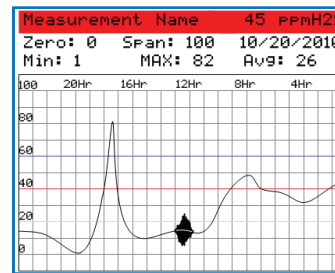 Measurement Name 45 PPMH2
Zero: 0 Span: 100 10/20/2010
Min: 1 MAX: 82 Avg: 26
100 20Hr 16Hr 12Hr 8Hr 4Hr
80
60
40
20
0